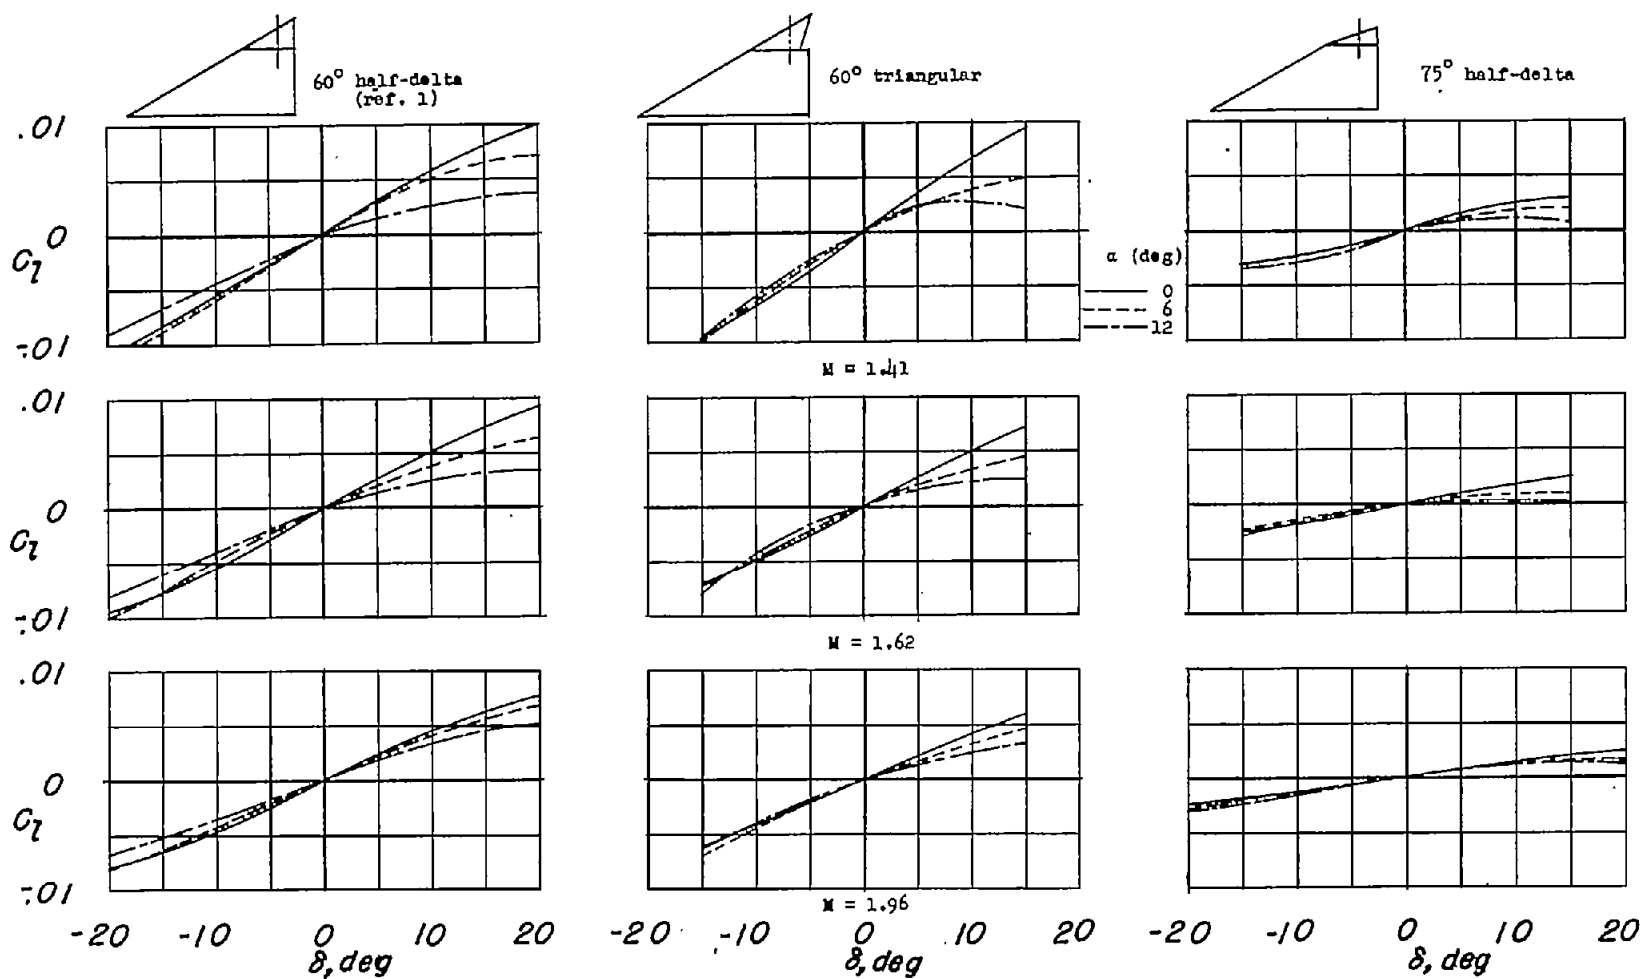 60° half-delta
(ref. 1)
60° triangular
75° half-delta
.01
0
-.01
C_l
α (deg)
0
6
12
M = 1.41
.01
0
-.01
C_l
M = 1.62
.01
0
-.01
C_l
M = 1.96
-20 -10 0 10 20
δ, deg
-20 -10 0 10 20
δ, deg
-20 -10 0 10 20
δ, deg